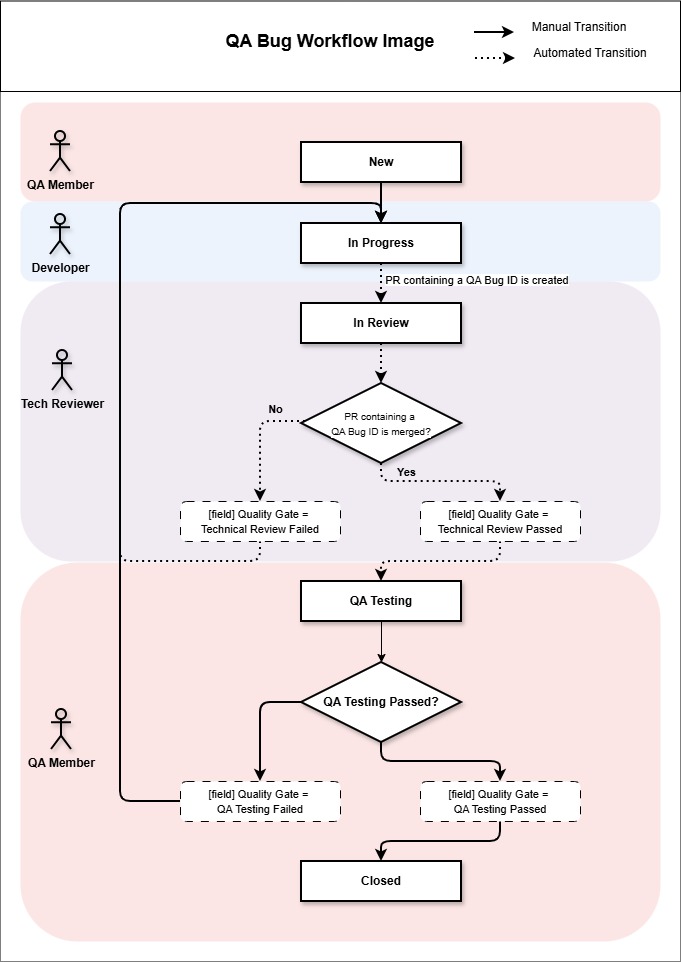 QA Bug Workflow Image
Manual Transition
Automated Transition
QA Member
New
Developer
In Progress
PR containing a QA Bug ID is created
Tech Reviewer
In Review
PR containing a
QA Bug ID is merged?
No
Yes
[field] Quality Gate =
Technical Review Failed
[field] Quality Gate =
Technical Review Passed
QA Testing
QA Testing Passed?
QA Member
[field] Quality Gate =
QA Testing Failed
[field] Quality Gate =
QA Testing Passed
Closed